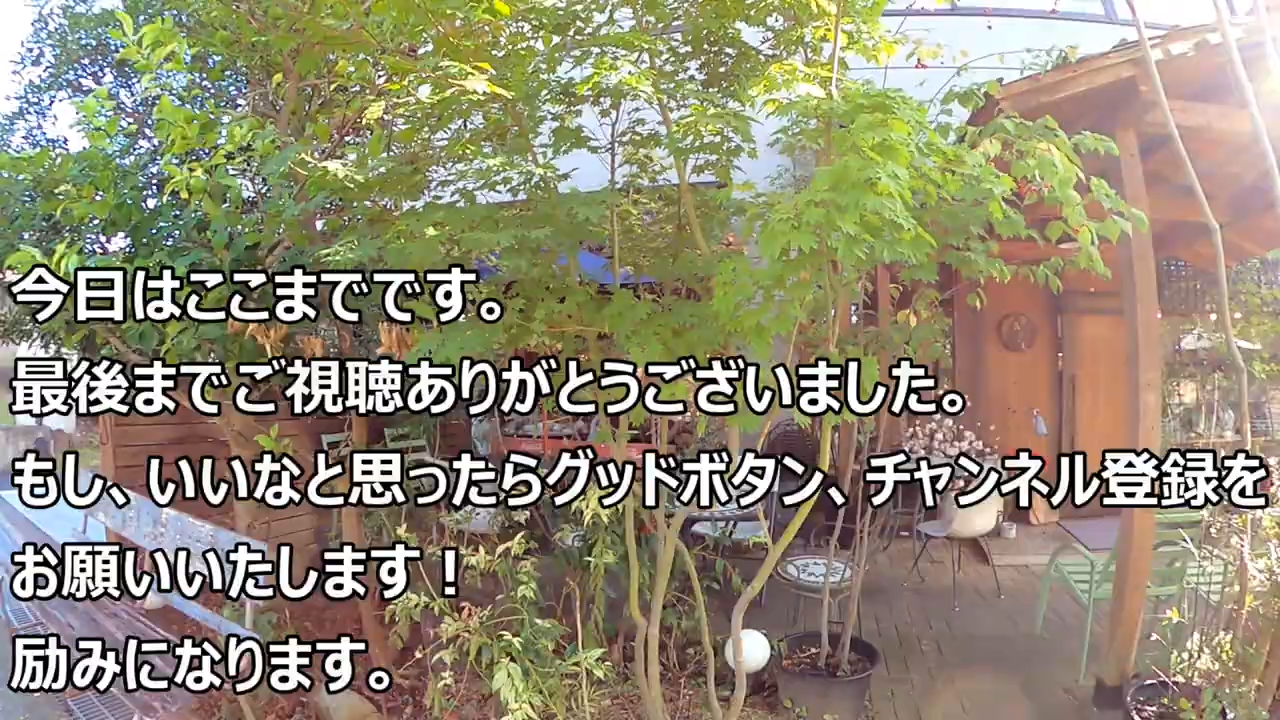 今日はここまでです。
最後までご視聴ありがとうございました。
もし、いいなと思ったらグッドボタン、チャンネル登録を
お願いいたします！
励みになります。